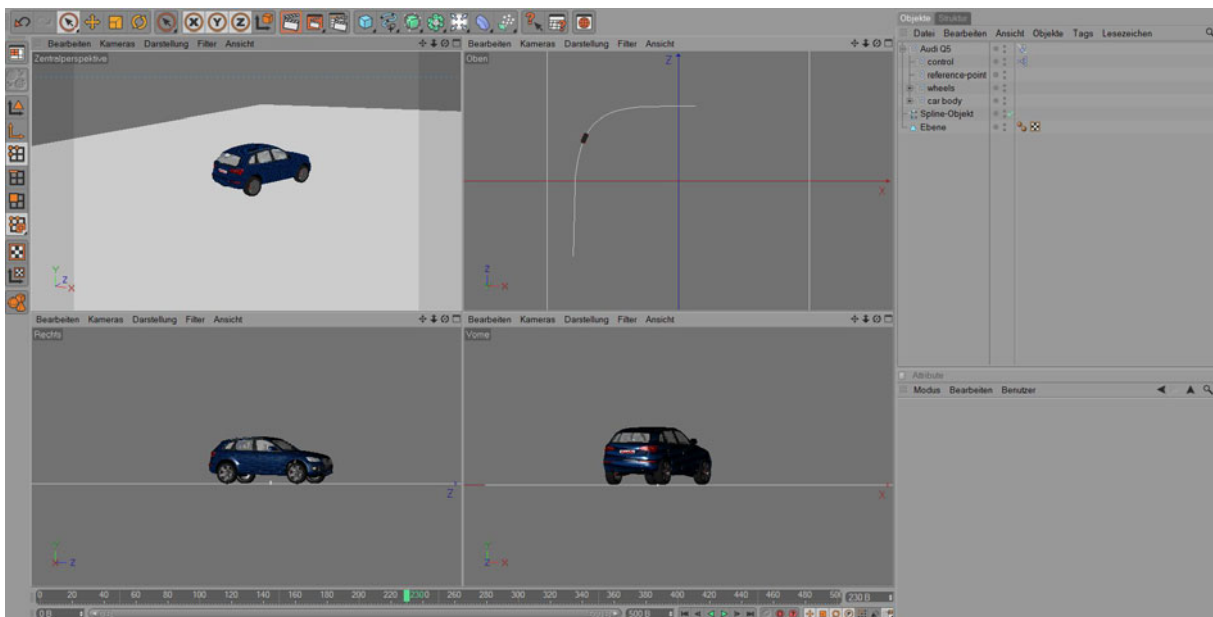 X Y Z
Objekte Struktur
Datei Bearbeiten Ansicht Objekte Tags Lesezeichen
Audi Q5
control
reference-point
wheels
car body
Spline-Objekt
Ebene
Bearbeiten Kameras Darstellung Filter Ansicht
Zentralperspektive
Y
Z
X
Bearbeiten Kameras Darstellung Filter Ansicht
Oben
Z
X
Z
X
Bearbeiten Kameras Darstellung Filter Ansicht
Rechts
Z
Y
X Z
Bearbeiten Kameras Darstellung Filter Ansicht
Vorne
X
Y
Z X
Attribute
Modus Bearbeiten Benutzer
0 20 40 60 80 100 120 140 160 180 200 220 2300 260 280 300 320 340 360 380 400 420 440 460 480 50 230 B
0 B 500 B